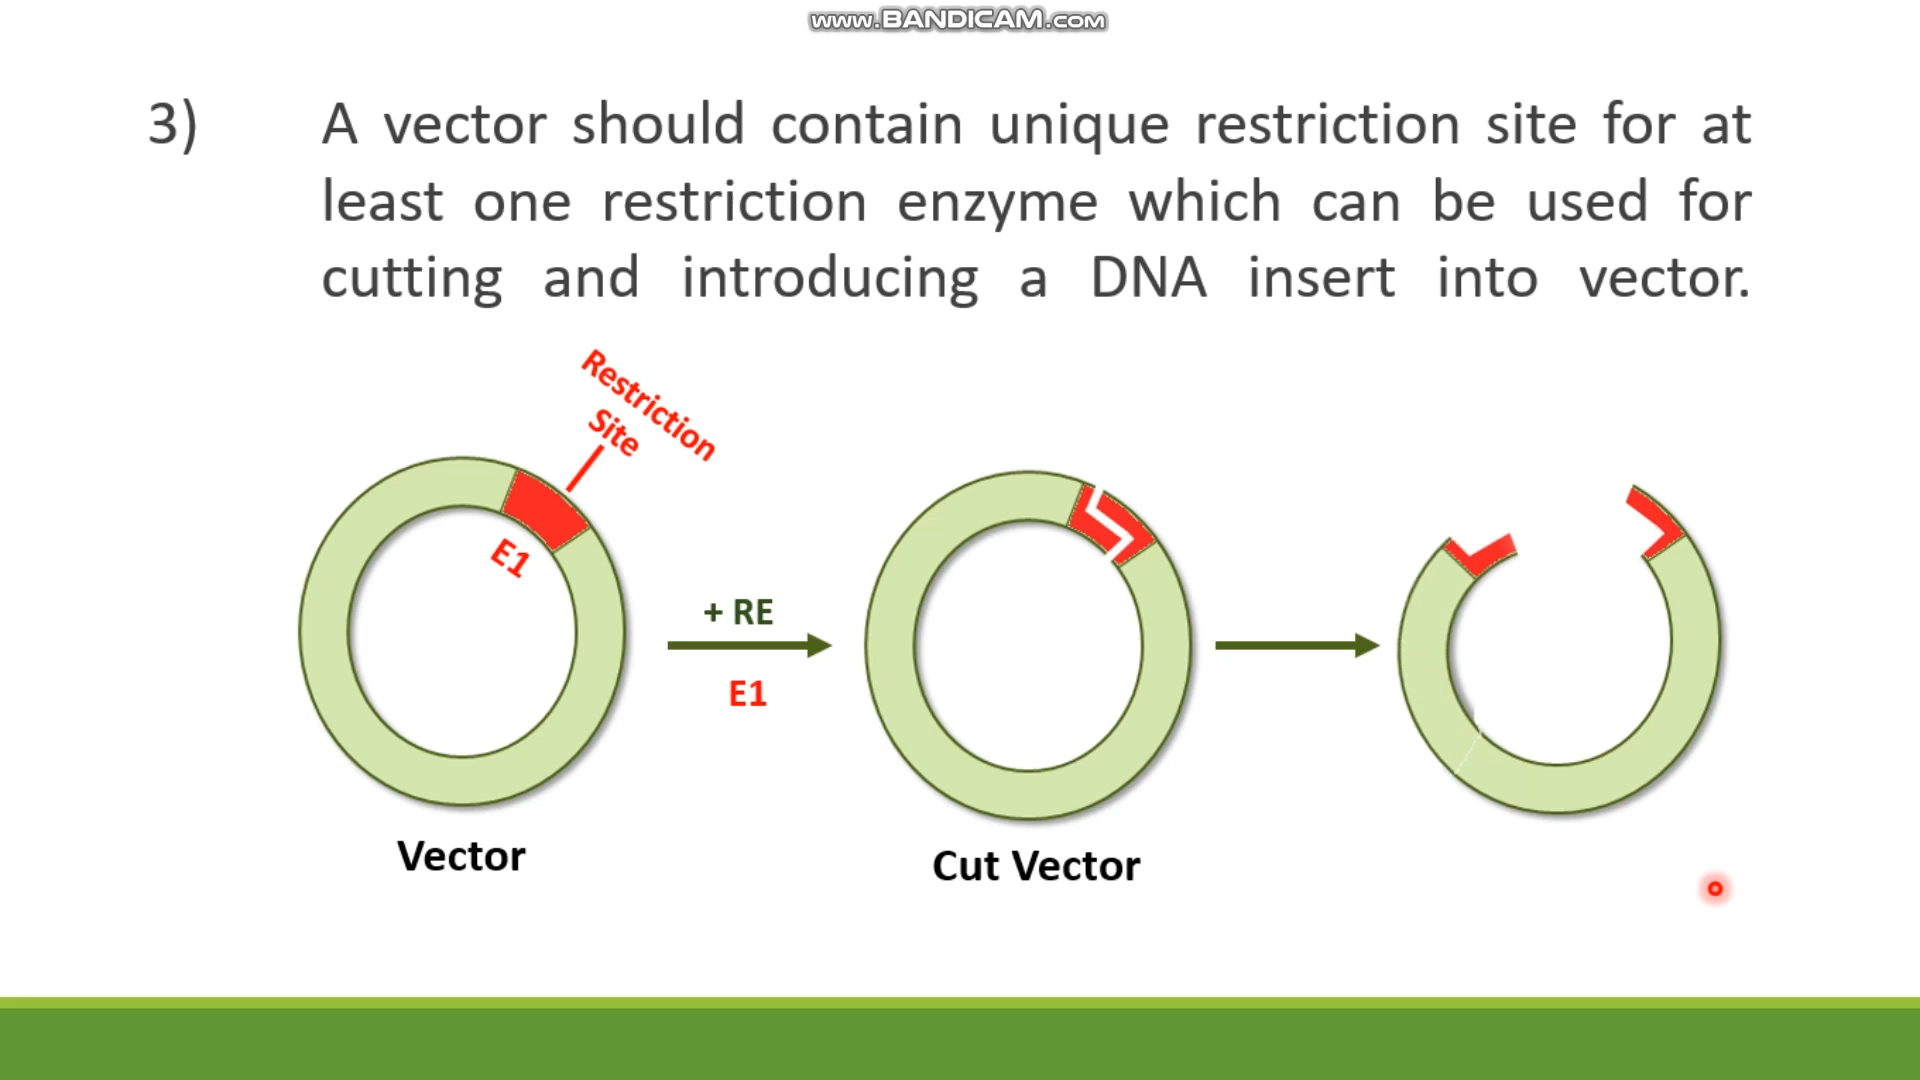 www.BANDICAM.com
3) A vector should contain unique restriction site for at
least one restriction enzyme which can be used for
cutting and introducing a DNA insert into vector.
Restriction
Site
E1
+ RE
E1
Vector
Cut Vector